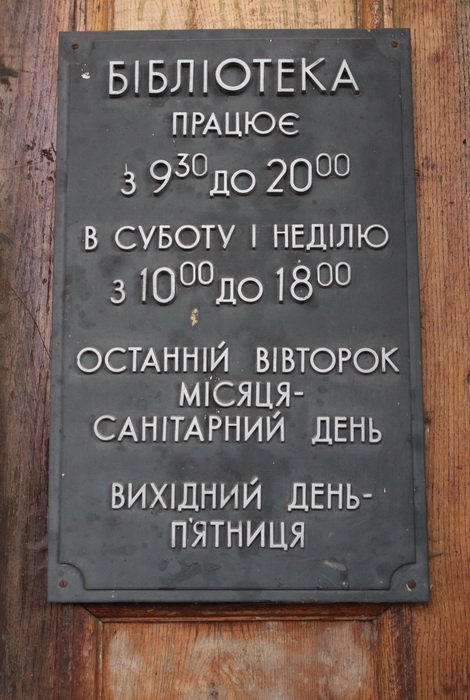 БІБЛІОТЕКА
ПРАЦЮЄ
З 9³⁰ ДО 20⁰⁰
В СУБОТУ І НЕДІЛЮ
З 10⁰⁰ ДО 18⁰⁰
ОСТАННІЙ ВІВТОРОК
МІСЯЦЯ-
САНІТАРНИЙ ДЕНЬ
ВИХІДНИЙ ДЕНЬ-
П'ЯТНИЦЯ